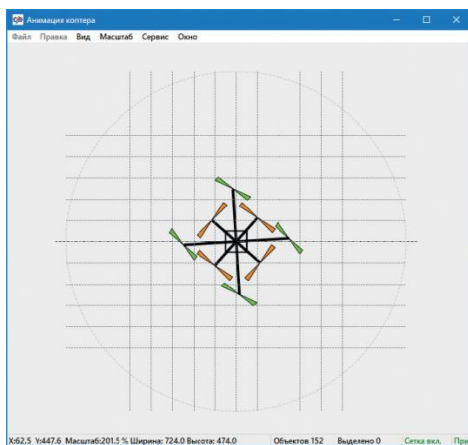 Анимация коптера
Файл Правка Вид Масштаб Сервис Окно
X:62.5 Y:447.6 Масштаб:201.5 % Ширина: 724.0 Высота: 474.0 Объектов 152 Выделено 0 Сетка вкл. При